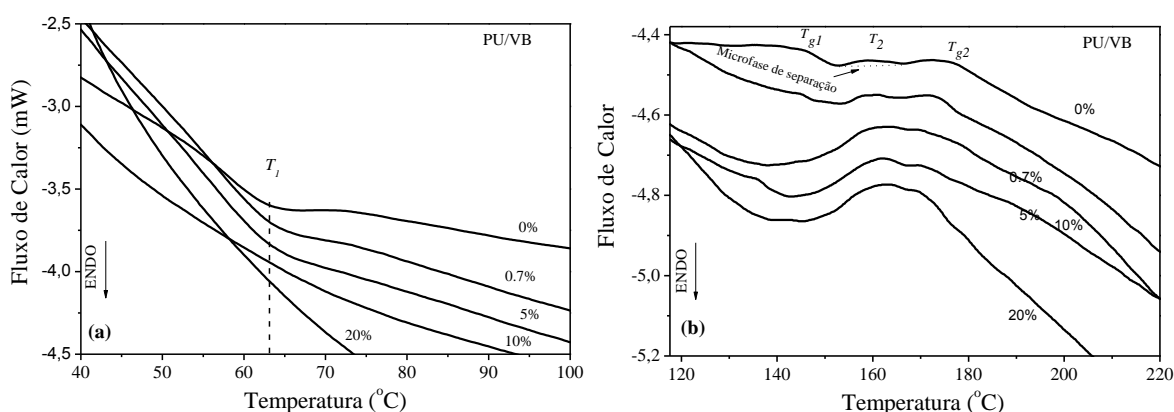 -2,5
-3,0
-3,5
-4,0
-4,5
Fluxo de Calor (mW)
PU/VB
T1
0%
0.7%
5%
10%
20%
ENDO
(a)
40 50 60 70 80 90 100
Temperatura (°C)
-4,4
-4,6
-4,8
-5,0
-5,2
Fluxo de Calor
Tg1 T2 Tg2
PU/VB
Microfase de separação
0%
0.7%
5%
10%
20%
ENDO
(b)
120 140 160 180 200 220
Temperatura (°C)